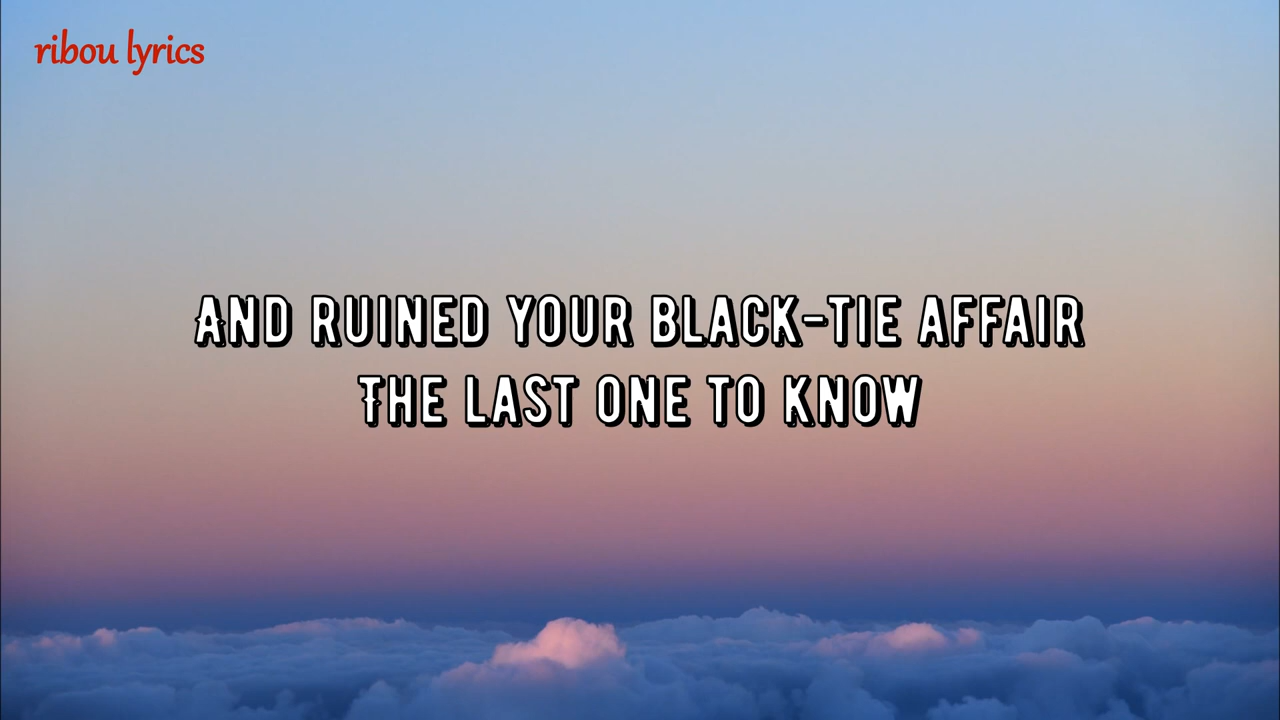 ribou lyrics
AND RUINED YOUR BLACK-TIE AFFAIR
THE LAST ONE TO KNOW